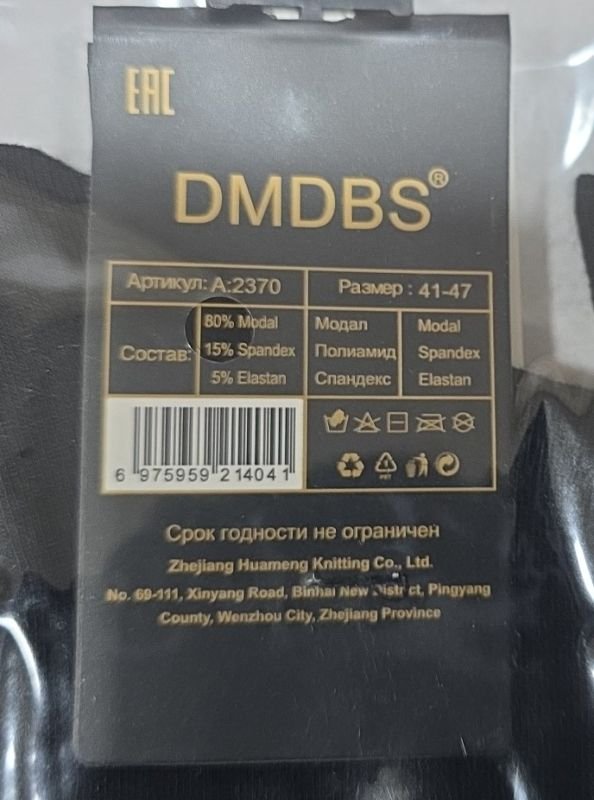 EAC
DMDBS®
Артикул: A:2370
Размер : 41-47
Состав:
80% Modal
15% Spandex
5% Elastan
Модал
Полиамид
Спандекс
Modal
Spandex
Elastan
6 975959 214041
Срок годности не ограничен
Zhejiang Huameng Knitting Co., Ltd.
No. 69-111, Xinyang Road, Binhai New District, Pingyang
County, Wenzhou City, Zhejiang Province